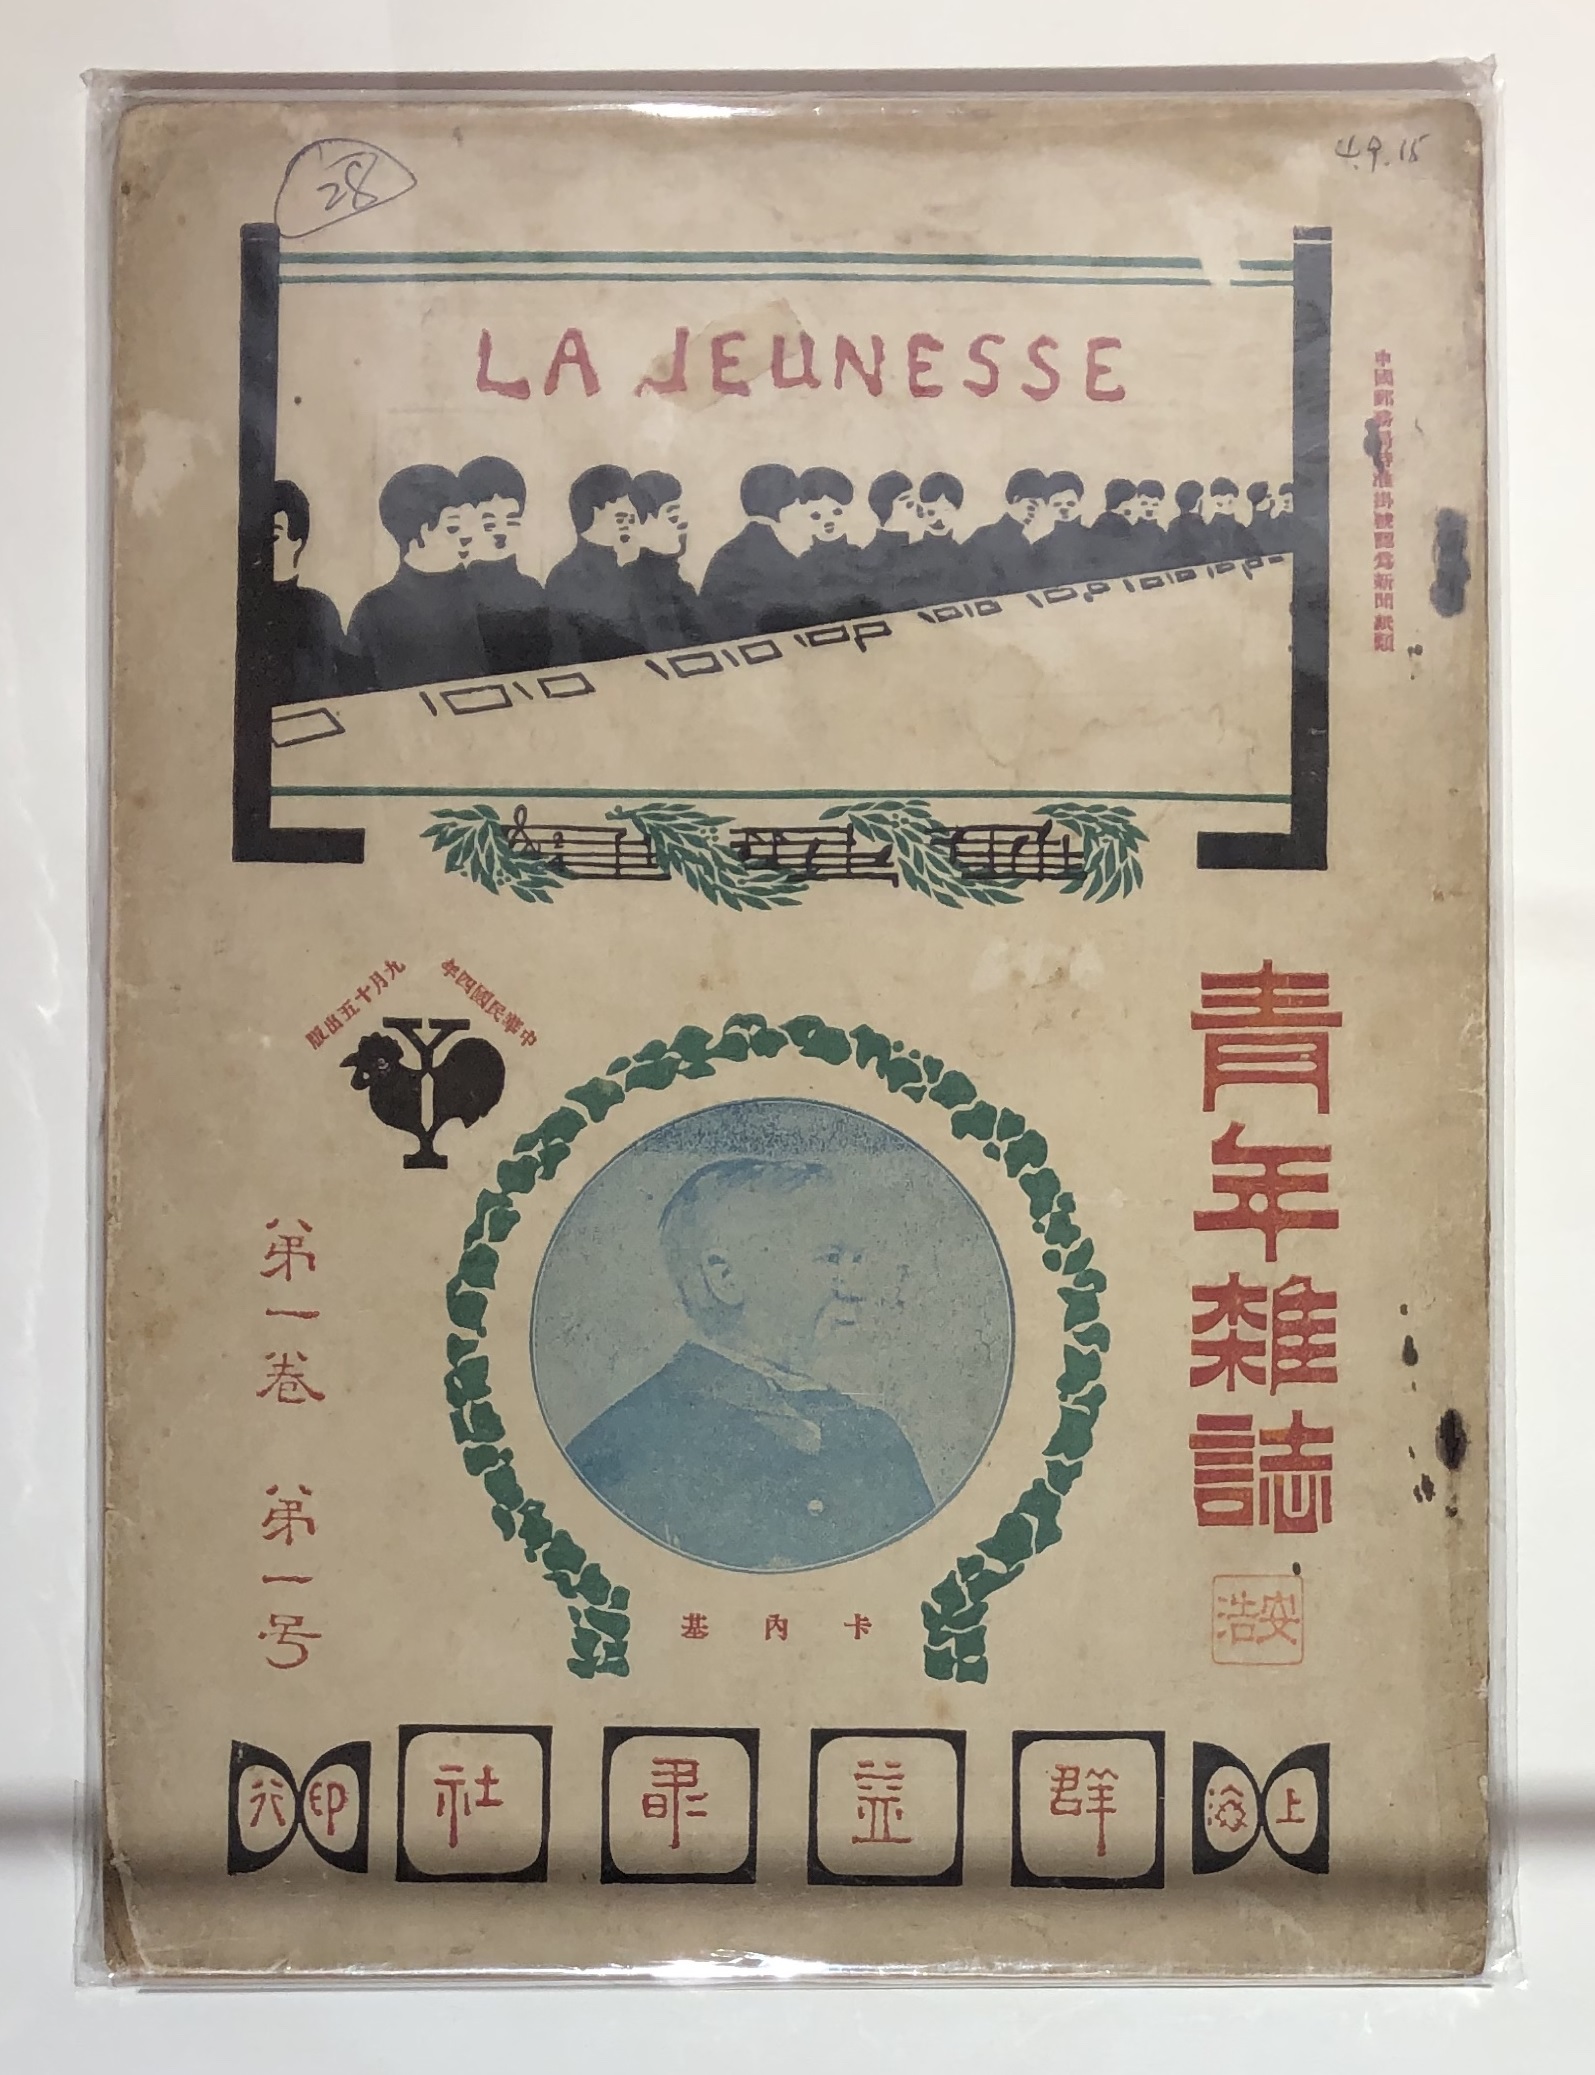 28
4.9.15
LA JEUNESSE
中國郵務局特准掛號認爲新聞紙類
中華民國四年
九月十五出版
Y
青年雜誌
安浩
第一卷 第一号
卡內基
上海
群益書社
印行